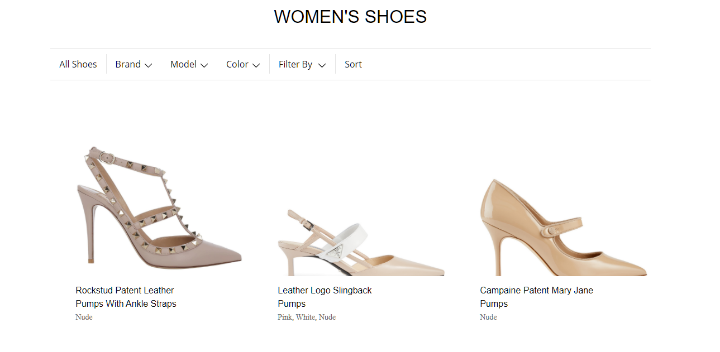 WOMEN'S SHOES
All Shoes Brand Model Color Filter By Sort
Rockstud Patent Leather
Pumps With Ankle Straps
Nude
Leather Logo Slingback
Pumps
Pink, White, Nude
Campaine Patent Mary Jane
Pumps
Nude